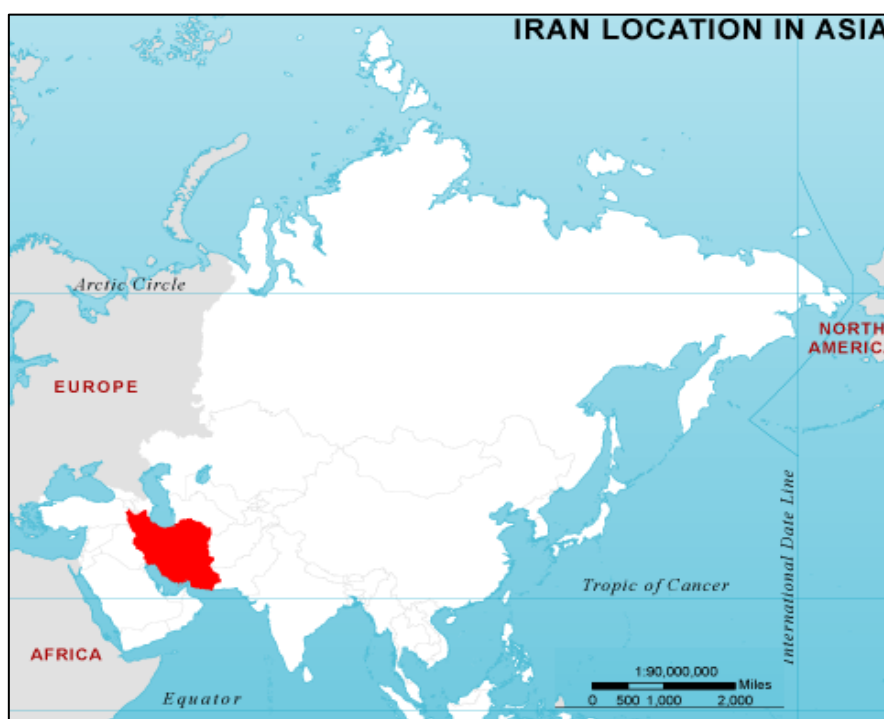 IRAN LOCATION IN ASIA
Arctic Circle
NORTH
AMERICA
EUROPE
International Date Line
Tropic of Cancer
AFRICA
1:90,000,000
Miles
0 500 1,000 2,000
Equator